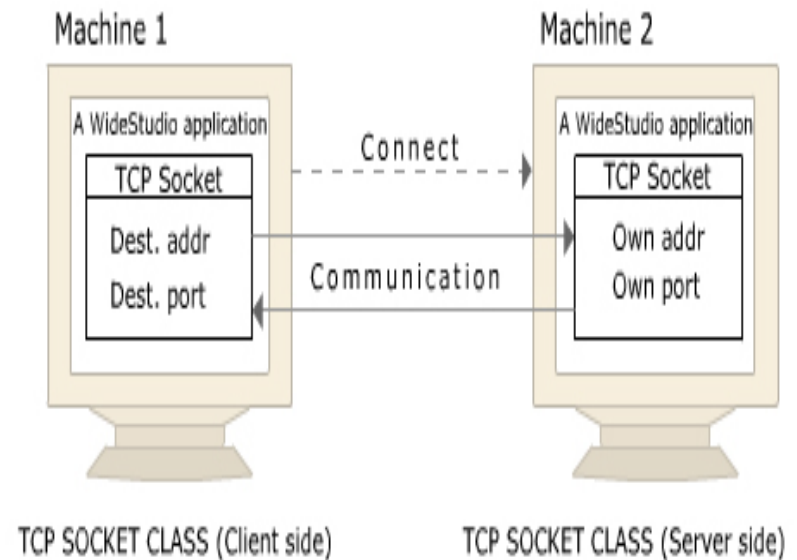 Machine 1
Machine 2
A WideStudio application
TCP Socket
Dest. addr
Dest. port
Connect
Communication
A WideStudio application
TCP Socket
Own addr
Own port
TCP SOCKET CLASS (Client side)
TCP SOCKET CLASS (Server side)